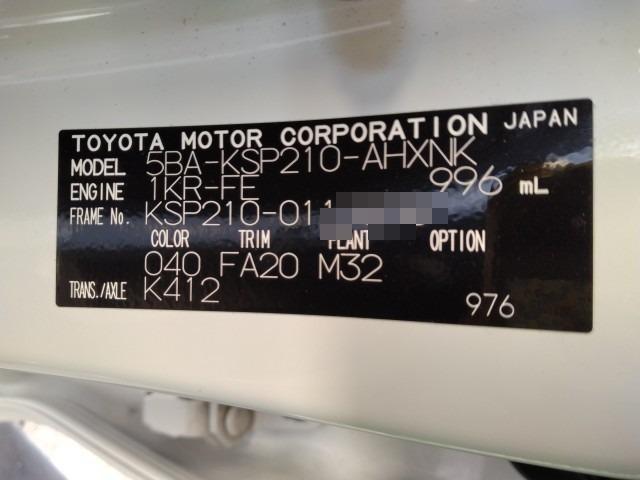 TOYOTA MOTOR CORPORATION JAPAN
MODEL 5BA-KSP210-AHXNK
ENGINE 1KR-FE 996 mL
FRAME No. KSP210-011
COLOR TRIM PLANT OPTION
040 FA20 M32
TRANS./AXLE K412
976